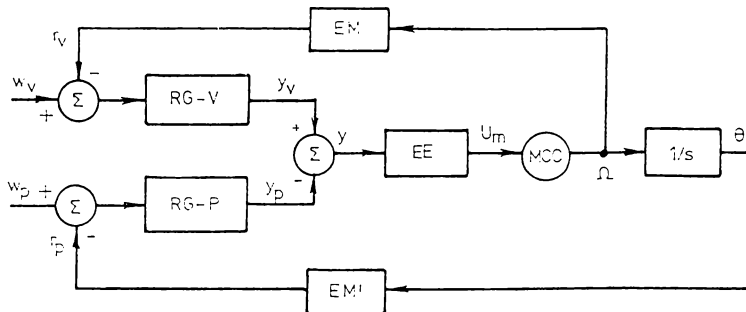 EM
r_v
w_v
-
+
Σ
RG-V
y_v
+
Σ
-
y
EE
U_m
MCC
Ω
1/s
θ
w_p
+
Σ
-
RG-P
y_p
r_p
EM'